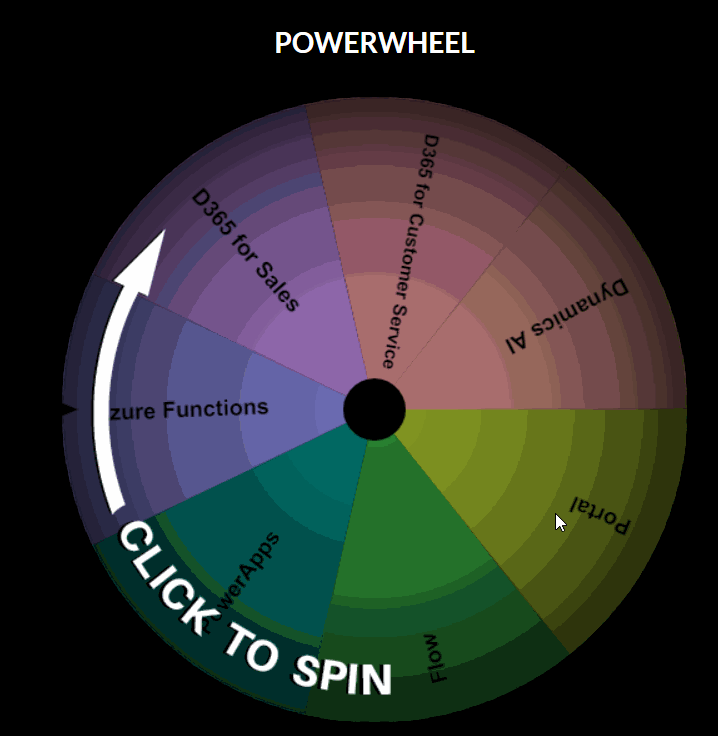 POWERWHEEL
D365 for Customer Service
D365 for Sales
Dynamics AI
zure Functions
Portal
werApps
Flow
CLICK TO SPIN